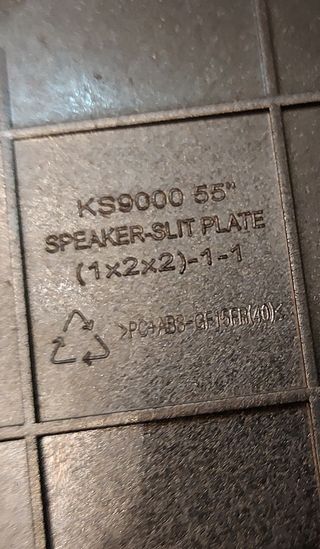 KS9000 55"
SPEAKER-SLIT PLATE
(1x2x2)-1-1
>PC+ABS-GF15FR(40)<